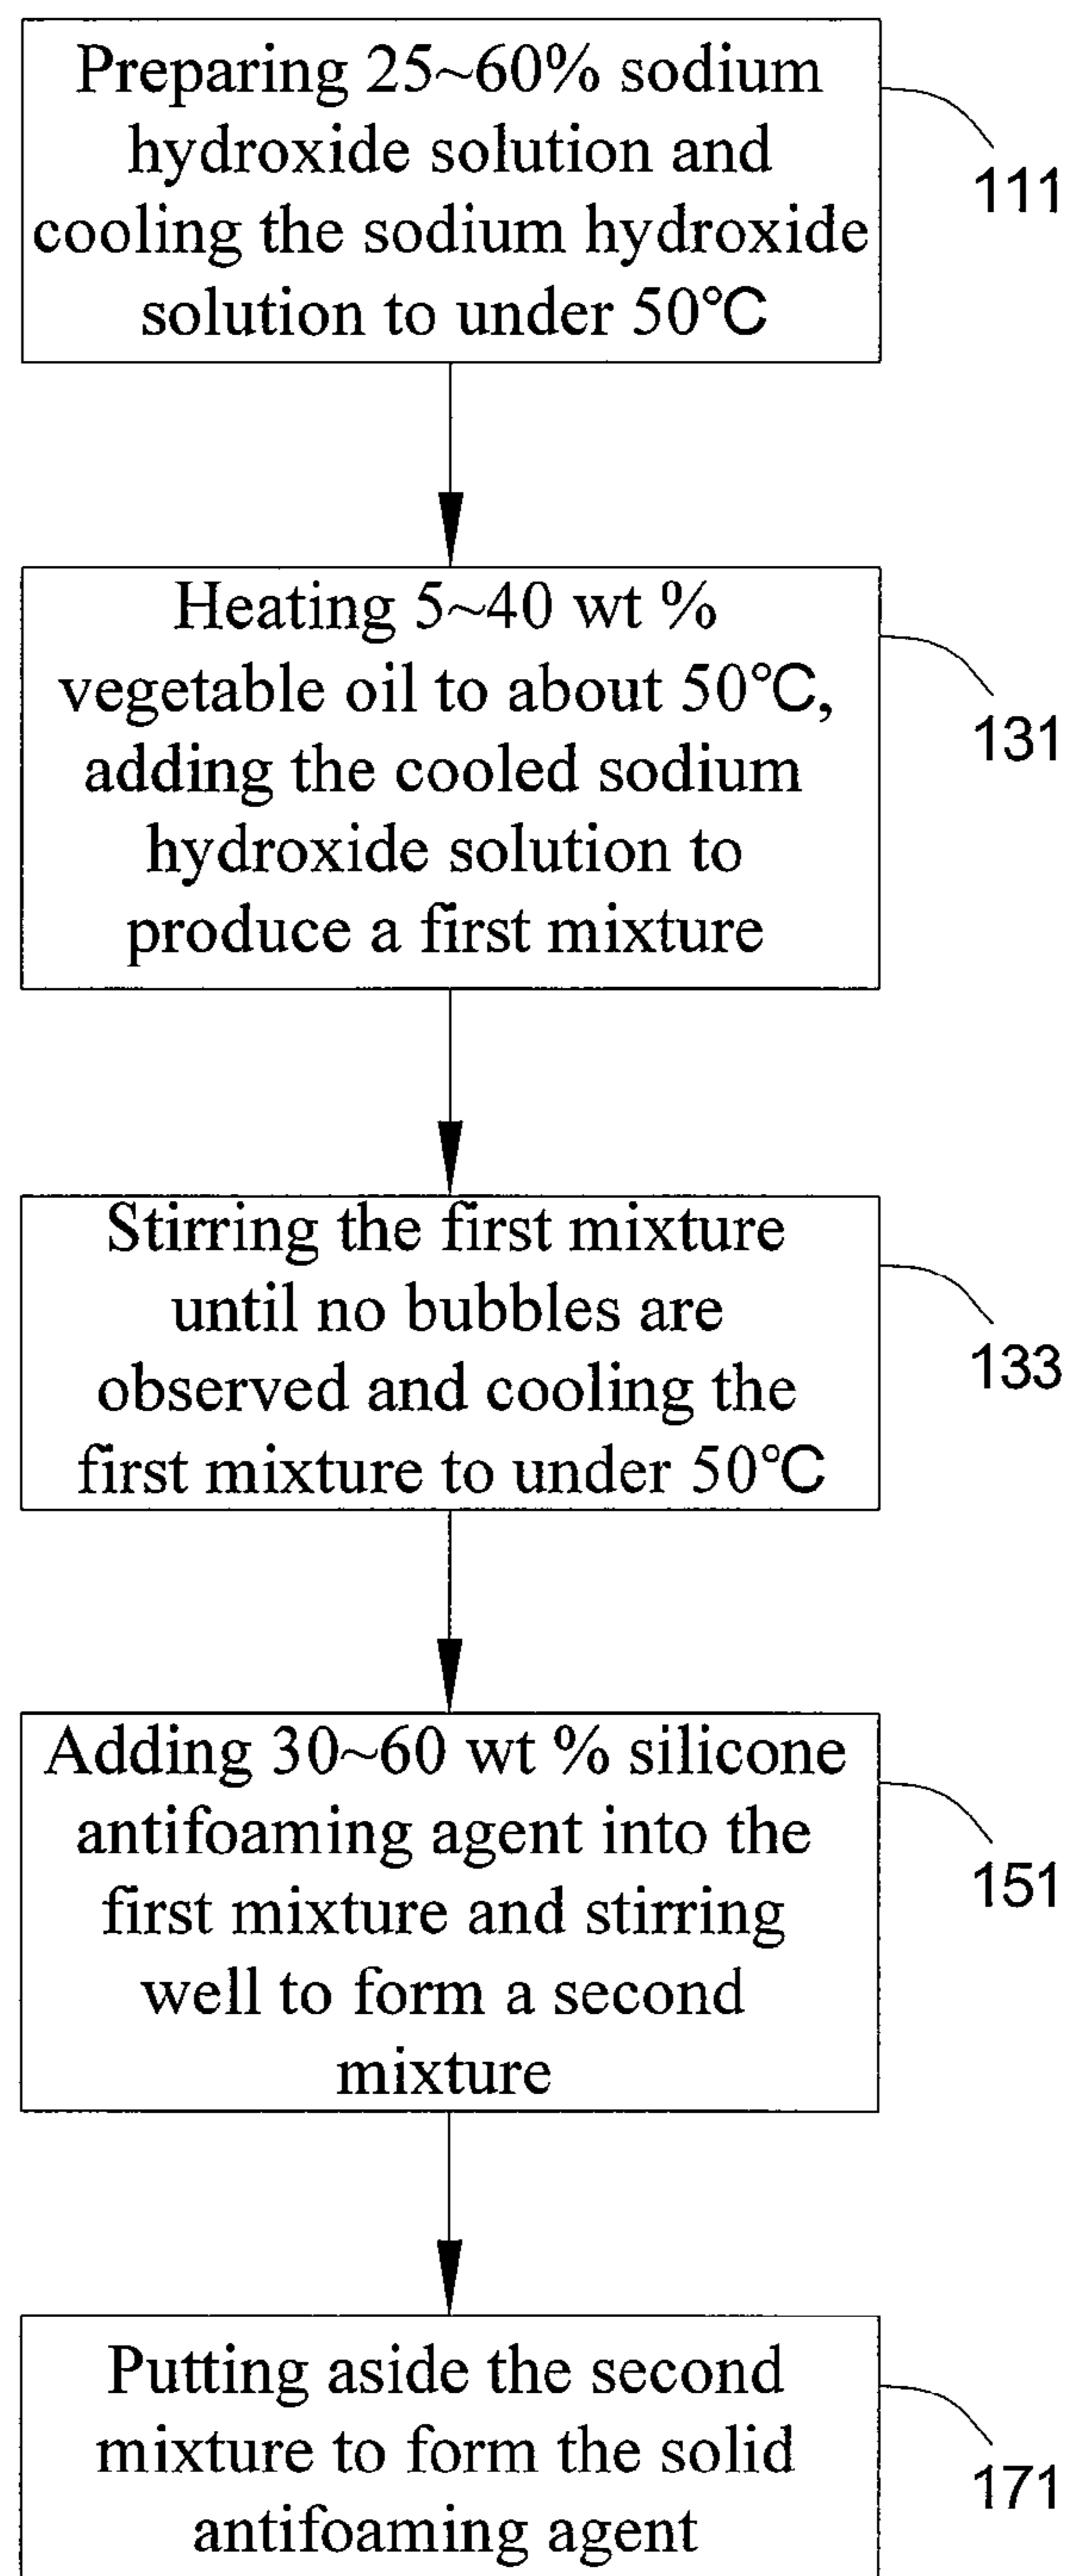 Preparing 25~60% sodium
hydroxide solution and
cooling the sodium hydroxide
solution to under 50℃
111
Heating 5~40 wt %
vegetable oil to about 50℃,
adding the cooled sodium
hydroxide solution to
produce a first mixture
131
Stirring the first mixture
until no bubbles are
observed and cooling the
first mixture to under 50℃
133
Adding 30~60 wt % silicone
antifoaming agent into the
first mixture and stirring
well to form a second
mixture
151
Putting aside the second
mixture to form the solid
antifoaming agent
171